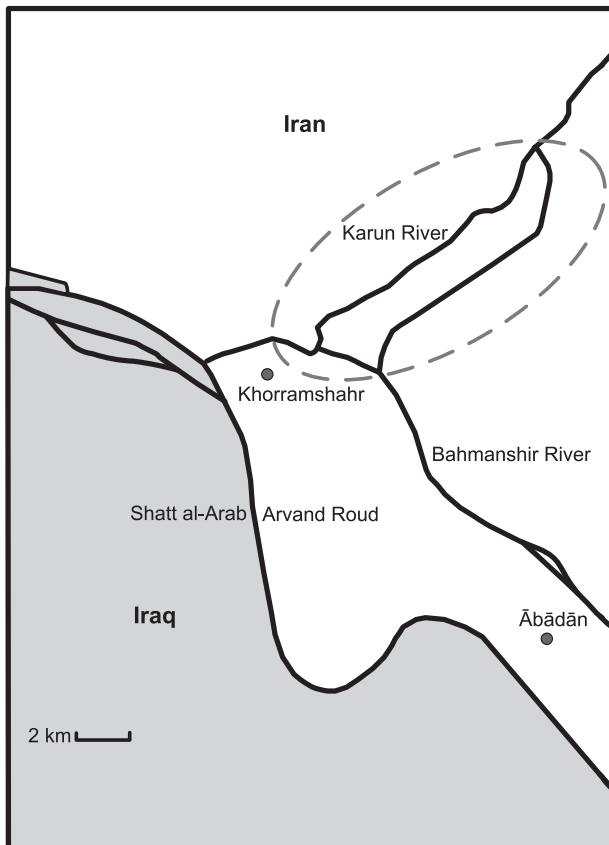 Iran
Karun River
Khorramshahr
Bahmanshir River
Shatt al-Arab Arvand Roud
Iraq
Ābādān
2 km